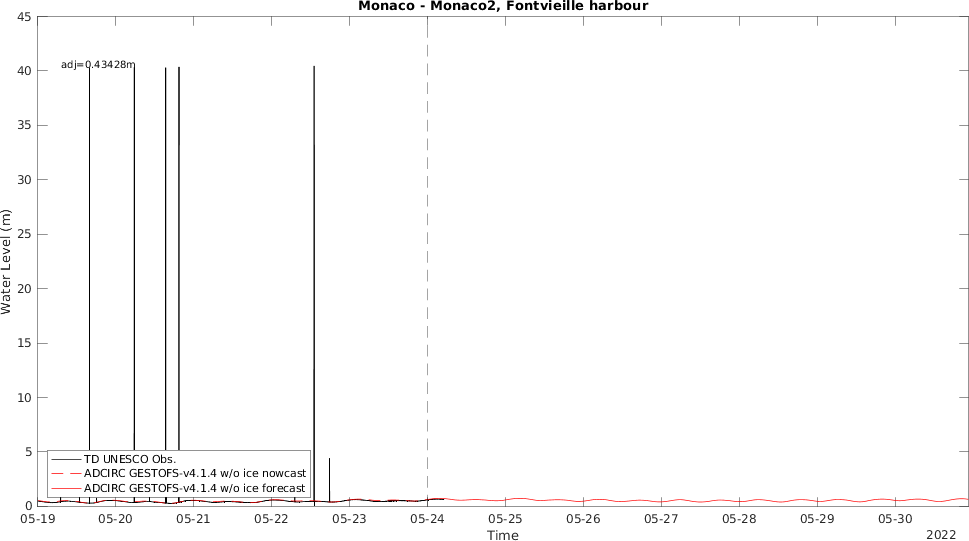 Monaco - Monaco2, Fontvieille harbour
45
40
35
30
25
20
15
10
5
0
Water Level (m)
adj=0.43428m
TD UNESCO Obs.
ADCIRC GESTOFS-v4.1.4 w/o ice nowcast
ADCIRC GESTOFS-v4.1.4 w/o ice forecast
05-19 05-20 05-21 05-22 05-23 05-24 05-25 05-26 05-27 05-28 05-29 05-30
Time
2022